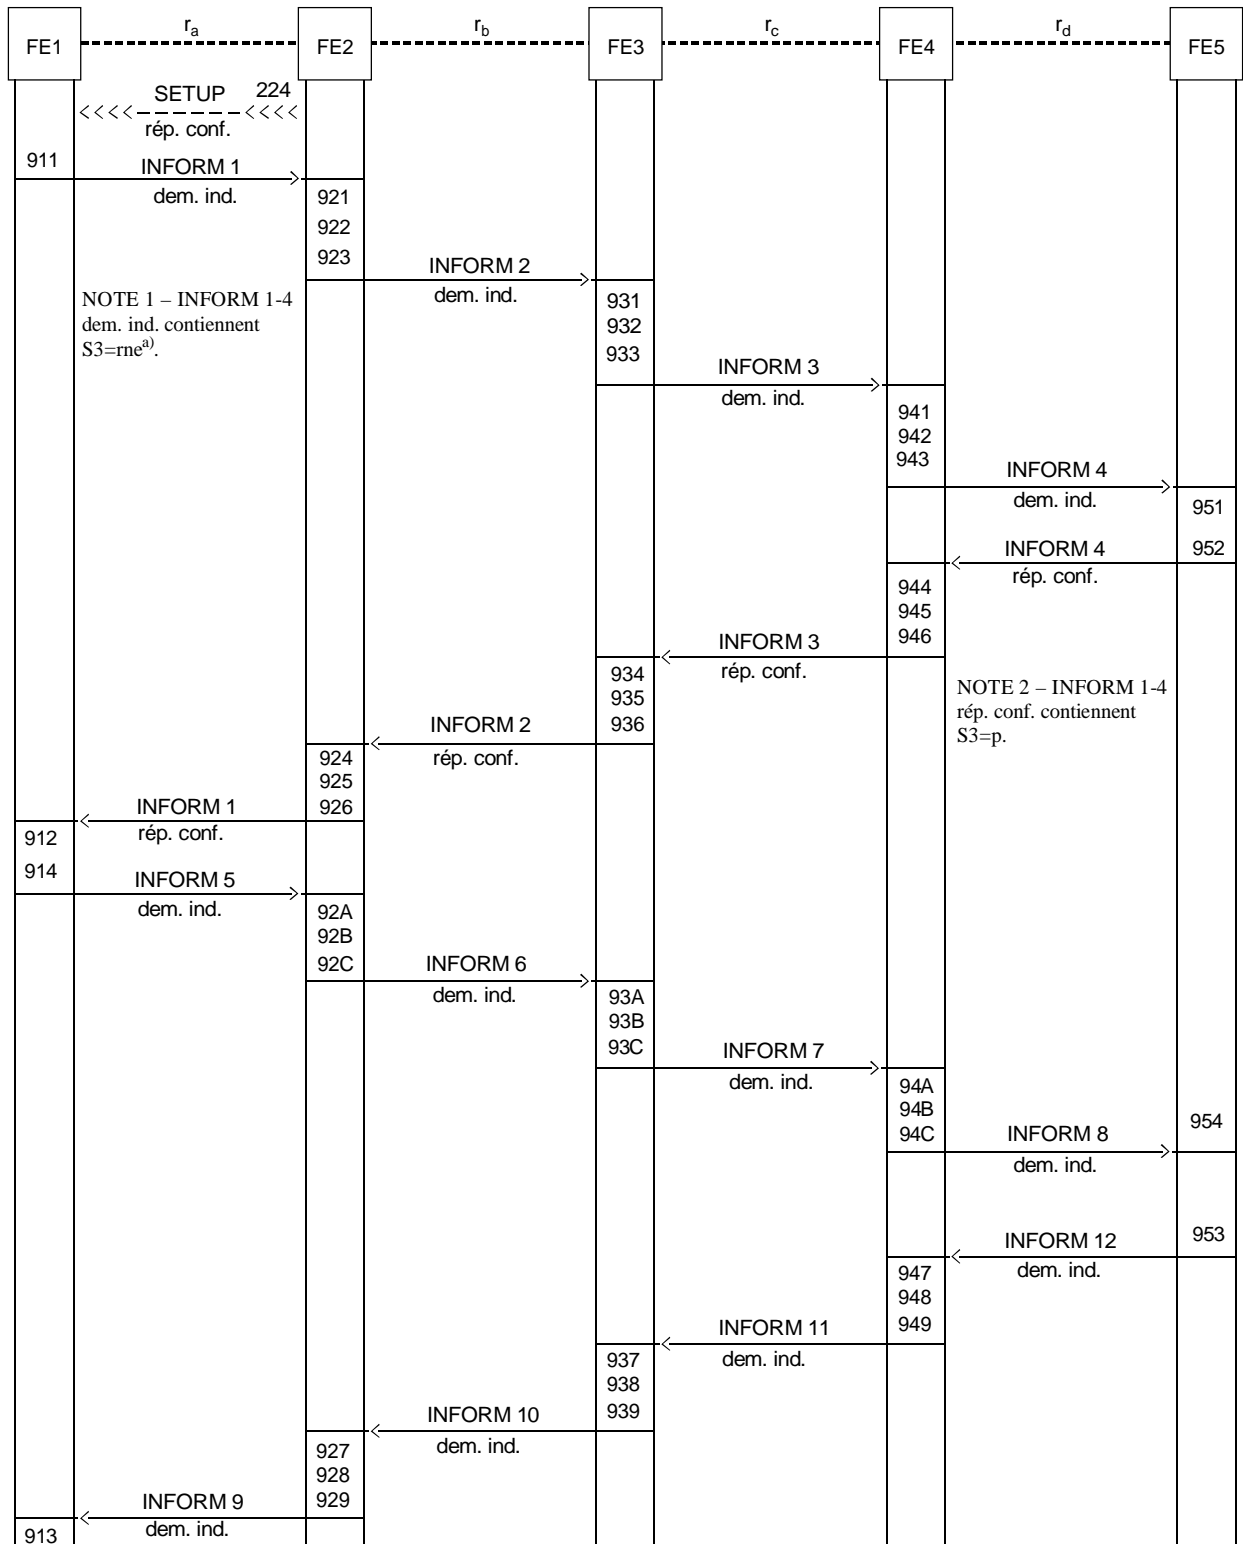 FE1 r_a FE2 r_b FE3 r_c FE4 r_d FE5
SETUP 224
rép. conf.
911
INFORM 1
dem. ind.
921
922
923
INFORM 2
dem. ind.
NOTE 1 – INFORM 1-4
dem. ind. contiennent
S3=rne^a).
931
932
933
INFORM 3
dem. ind.
941
942
943
INFORM 4
dem. ind.
951
952
INFORM 4
rép. conf.
944
945
946
INFORM 3
rép. conf.
NOTE 2 – INFORM 1-4
rép. conf. contiennent
S3=p.
934
935
936
INFORM 2
rép. conf.
924
925
926
INFORM 1
rép. conf.
912
914
INFORM 5
dem. ind.
92A
92B
92C
INFORM 6
dem. ind.
93A
93B
93C
INFORM 7
dem. ind.
94A
94B
94C
954
INFORM 8
dem. ind.
953
INFORM 12
dem. ind.
947
948
949
INFORM 11
dem. ind.
937
938
939
INFORM 10
dem. ind.
927
928
929
INFORM 9
dem. ind.
913